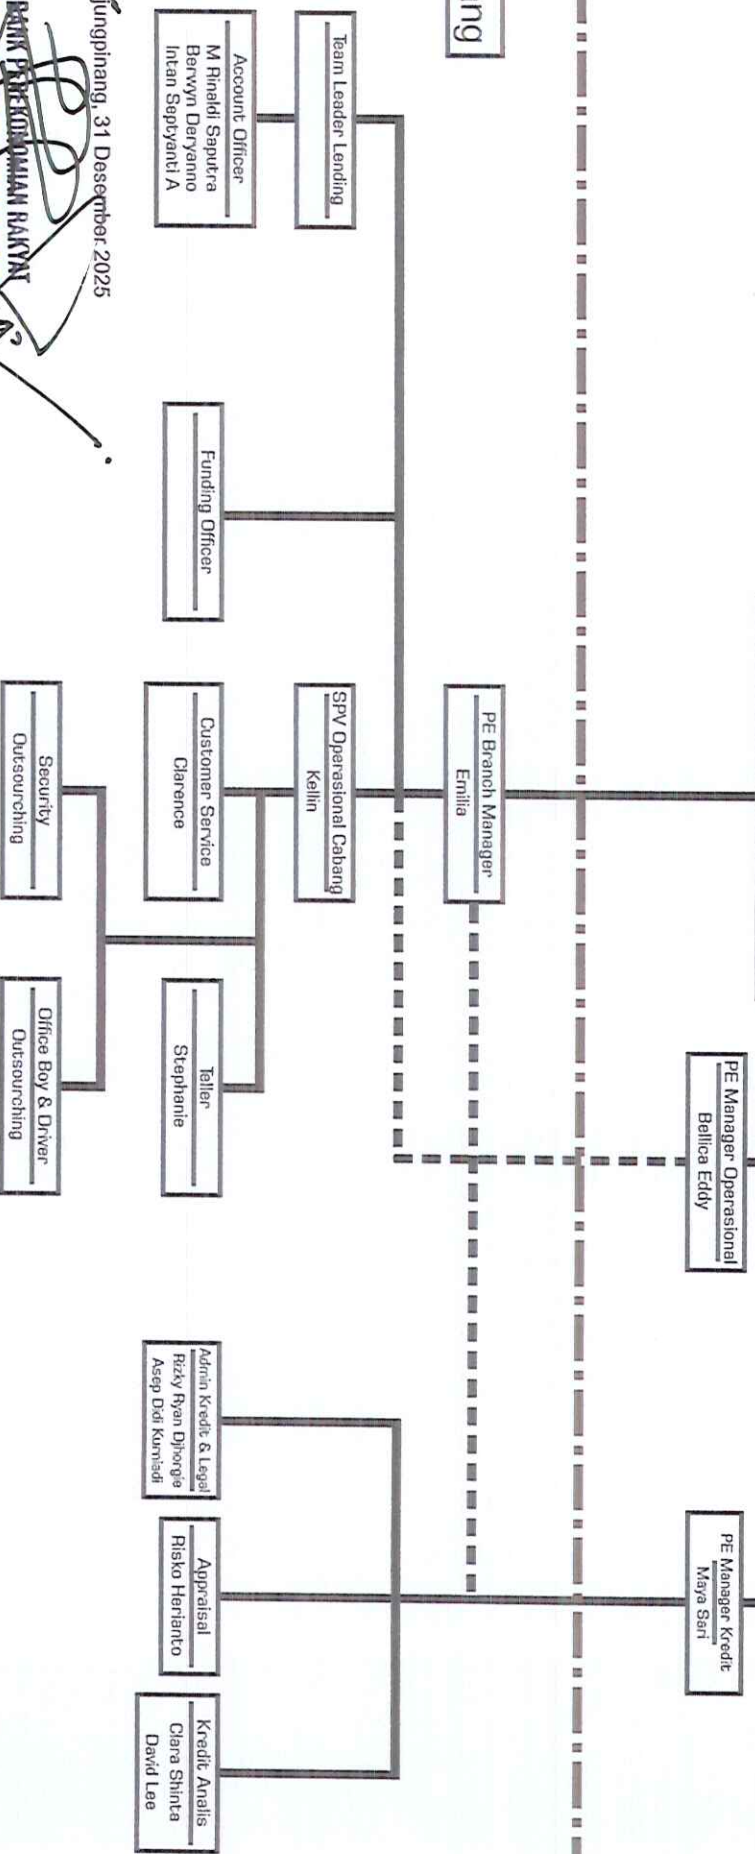 PE Manager Operasional
Bellica Eddy
PE Manager Kredit
Maya Sari
ng
PE Branch Manager
Emilia
Team Leader Lending
SPV Operasional Cabang
Kellin
Account Officer
M Rinaldi Saputra
Berwyn Deryanno
Intan Septyanti A
Funding Officer
Customer Service
Clarence
Teller
Stephanie
Admin Kredit & Legal
Rizky Ryan Djhorgie
Asep Didi Kurniadi
Appraisal
Risko Herianto
Kredit Analis
Clara Shinta
David Lee
Security
Outsourching
Office Boy & Driver
Outsourching
jungpinang, 31 Desember 2025
BANK PEREKONOMIAN RAKYAT